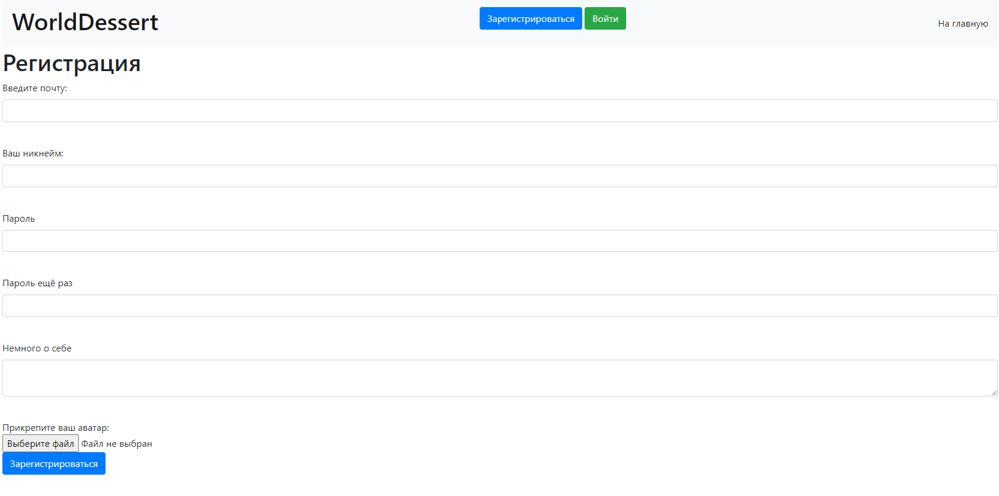 WorldDessert
Зарегистрироваться Войти
На главную
Регистрация
Введите почту:
Ваш никнейм:
Пароль
Пароль ещё раз
Немного о себе
Прикрепите ваш аватар:
Выберите файл Файл не выбран
Зарегистрироваться